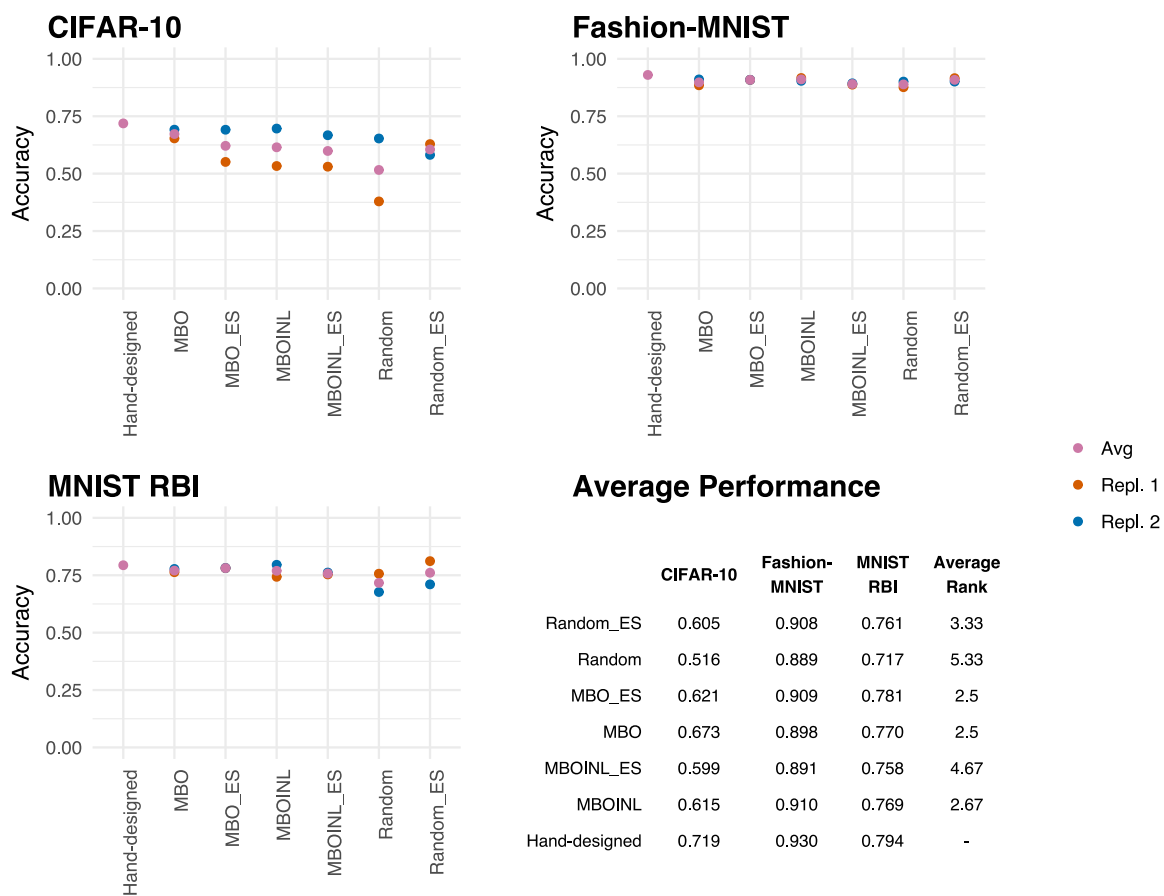 CIFAR-10
1.00
0.75
0.50
0.25
0.00
Accuracy
Hand-designed
MBO
MBO_ES
MBOINL
MBOINL_ES
Random
Random_ES
Fashion-MNIST
1.00
0.75
0.50
0.25
0.00
Accuracy
Hand-designed
MBO
MBO_ES
MBOINL
MBOINL_ES
Random
Random_ES
Avg
Repl. 1
Repl. 2
MNIST RBI
1.00
0.75
0.50
0.25
0.00
Accuracy
Hand-designed
MBO
MBO_ES
MBOINL
MBOINL_ES
Random
Random_ES
Average Performance
CIFAR-10 Fashion-MNIST MNIST RBI Average Rank
Random_ES 0.605 0.908 0.761 3.33
Random 0.516 0.889 0.717 5.33
MBO_ES 0.621 0.909 0.781 2.5
MBO 0.673 0.898 0.770 2.5
MBOINL_ES 0.599 0.891 0.758 4.67
MBOINL 0.615 0.910 0.769 2.67
Hand-designed 0.719 0.930 0.794 -